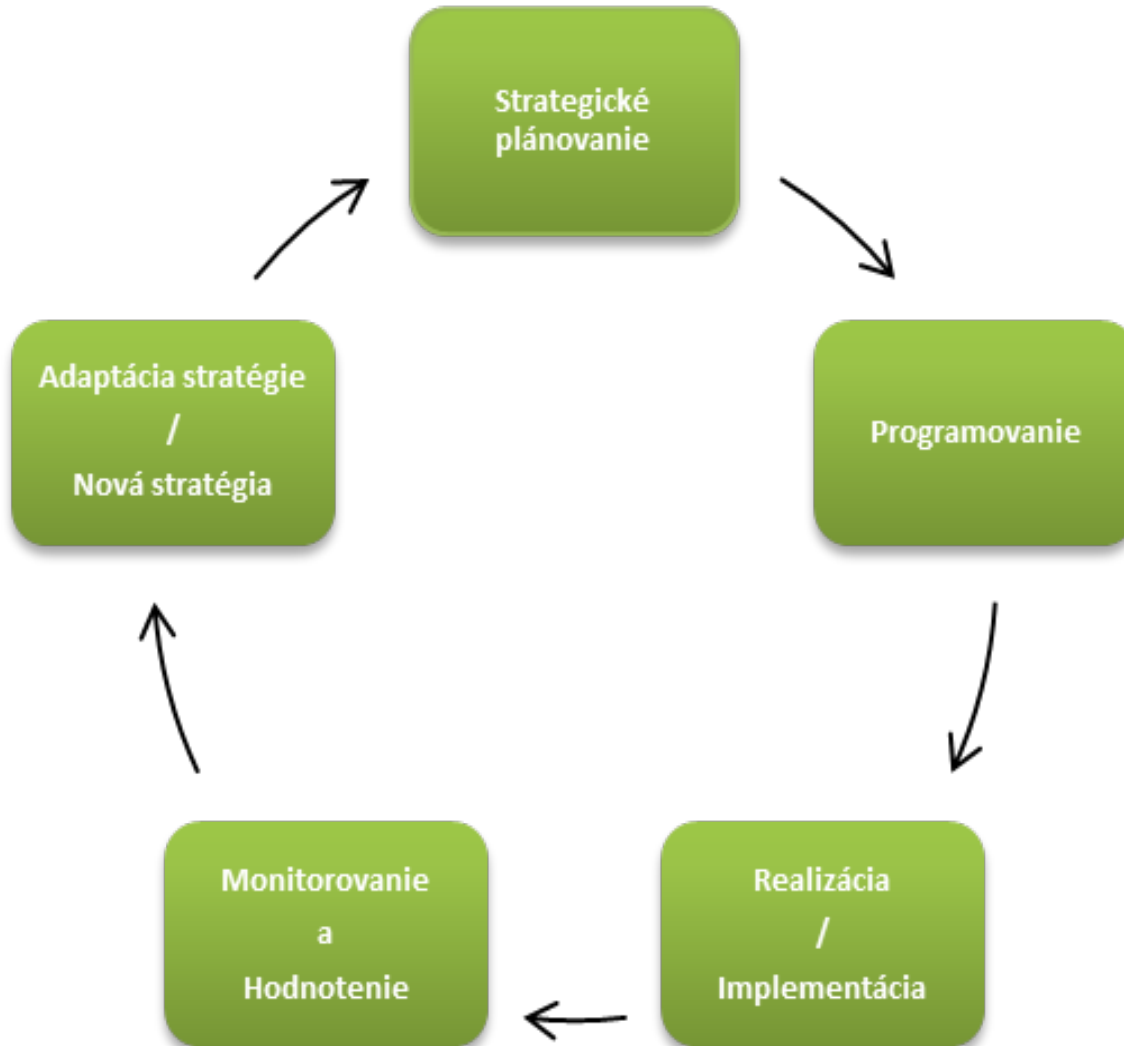 Strategické
plánovanie
Programovanie
Realizácia
/
Implementácia
Monitorovanie
a
Hodnotenie
Adaptácia stratégie
/
Nová stratégia